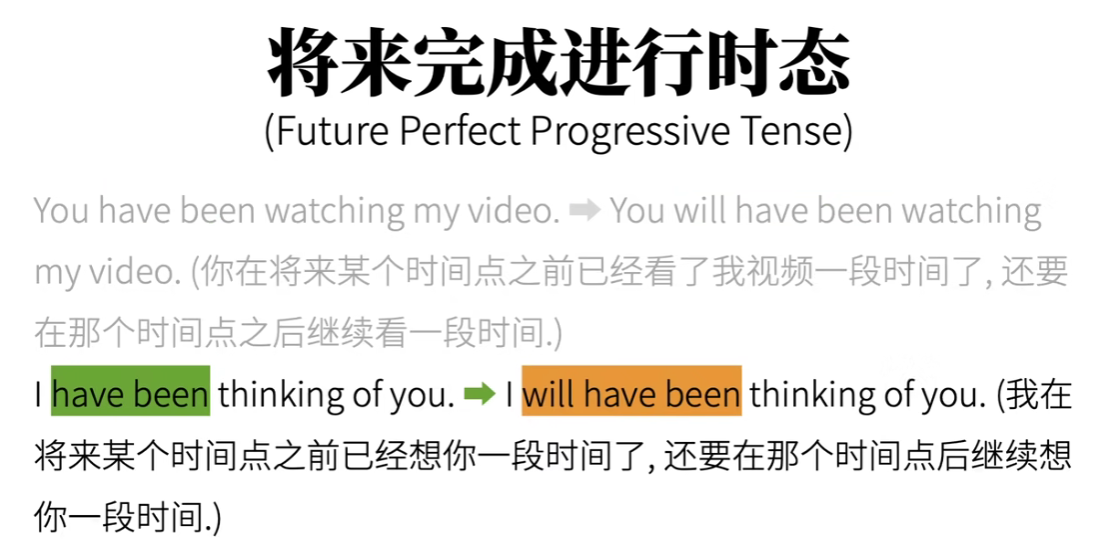 将来完成进行时态
(Future Perfect Progressive Tense)
You have been watching my video. ➡ You will have been watching
my video. (你在将来某个时间点之前已经看了我视频一段时间了, 还要
在那个时间点之后继续看一段时间.)
I have been thinking of you. ➡ I will have been thinking of you. (我在
将来某个时间点之前已经想你一段时间了, 还要在那个时间点后继续想
你一段时间.)